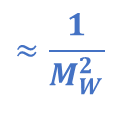 ≈ 1 / M_W^2